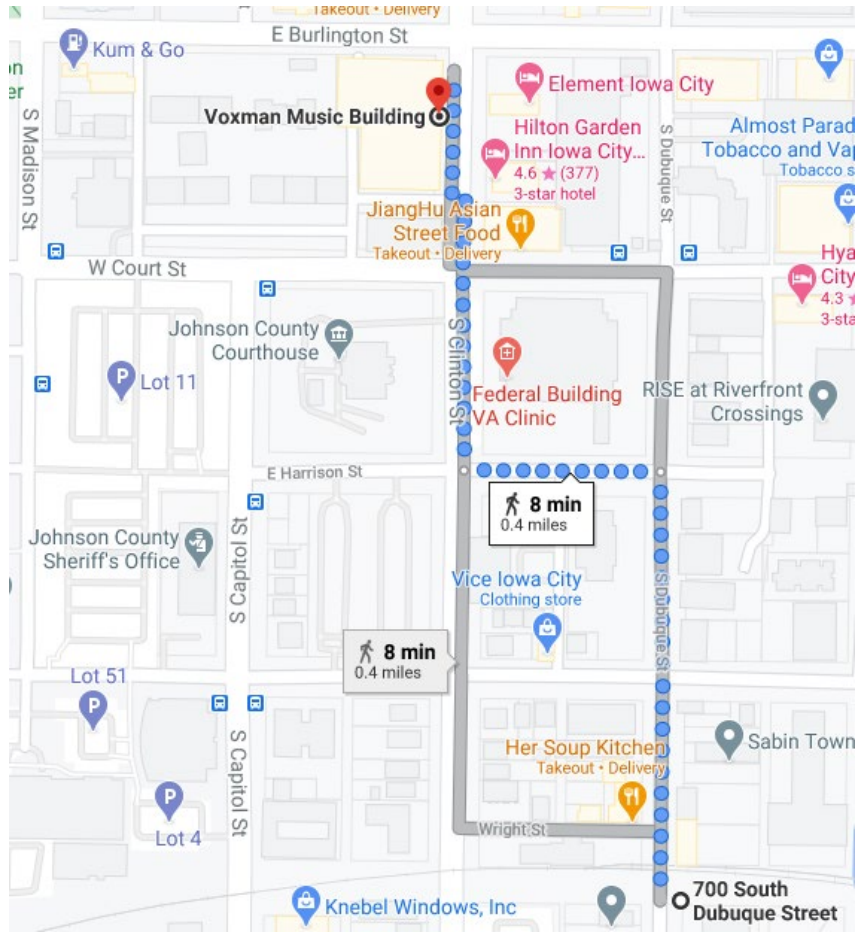 Takeout • Delivery
E Burlington St
Kum & Go
on
er
S Madison St
Voxman Music Building
Element Iowa City
Hilton Garden
Inn Iowa City...
4.6 ★ (377)
3-star hotel
S Dubuque St
Almost Parad
Tobacco and Vap
Tobacco s
JiangHu Asian
Street Food
Takeout • Delivery
W Court St
Hya
City
4.3
3-sta
Johnson County
Courthouse
S Clinton St
P
Lot 11
Federal Building
VA Clinic
RISE at Riverfront
Crossings
E Harrison St
8 min
0.4 miles
Johnson County
Sheriff's Office
S Capitol St
Vice Iowa City
Clothing store
S Dubuque St
8 min
0.4 miles
Lot 51
P
S Capitol St
Her Soup Kitchen
Takeout • Delivery
Sabin Town
P
Lot 4
Wright St
700 South
Dubuque Street
Knebel Windows, Inc